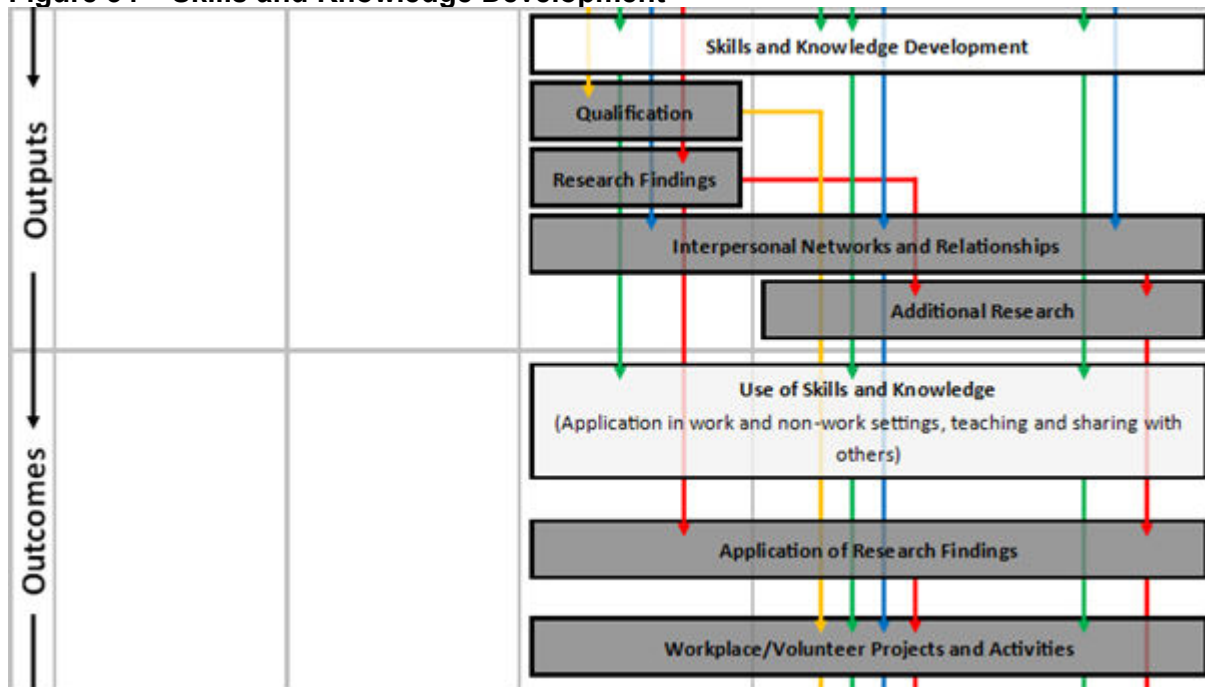 Skills and Knowledge Development
Qualification
Research Findings
Interpersonal Networks and Relationships
Additional Research
Outputs
Use of Skills and Knowledge
(Application in work and non-work settings, teaching and sharing with
others)
Application of Research Findings
Workplace/Volunteer Projects and Activities
Outcomes